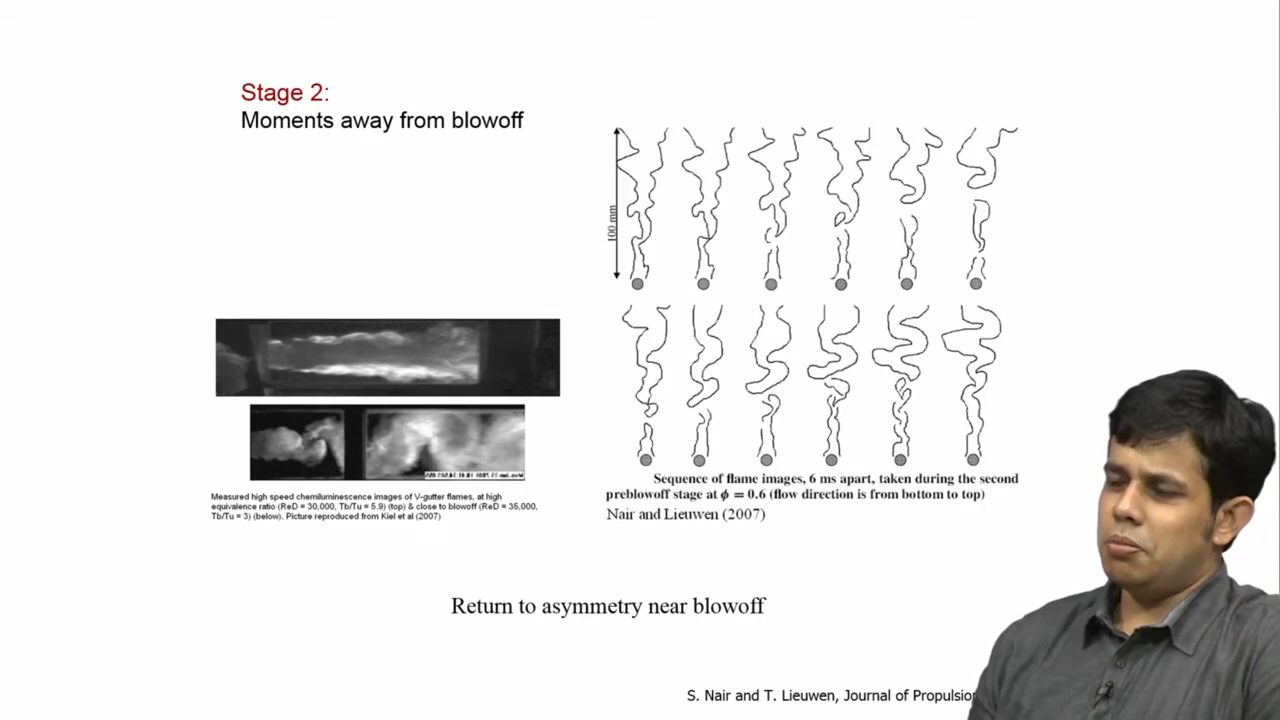 Stage 2:
Moments away from blowoff
100 mm
Measured high speed chemiluminescence images of V-gutter flames, at high
equivalence ratio (ReD = 30,000, Tb/Tu = 5.9) (top) & close to blowoff (ReD = 35,000,
Tb/Tu = 3) (below). Picture reproduced from Kiel et al (2007)
Sequence of flame images, 6 ms apart, taken during the second
preblowoff stage at ϕ = 0.6 (flow direction is from bottom to top)
Nair and Lieuwen (2007)
Return to asymmetry near blowoff
S. Nair and T. Lieuwen, Journal of Propulsion